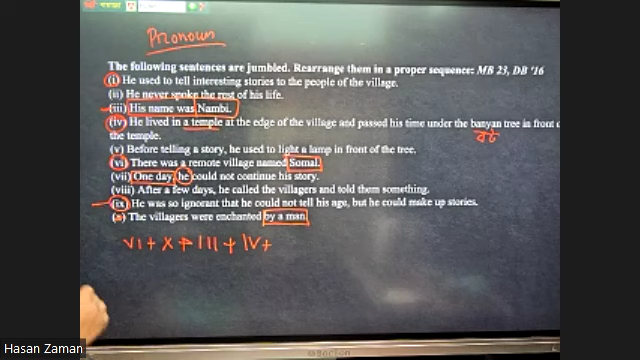 Pronoun
The following sentences are jumbled. Rearrange them in a proper sequence: MB 23, DB '16
(i) He used to tell interesting stories to the people of the village.
(ii) He never spoke the rest of his life.
(iii) His name was Nambi.
(iv) He lived in a temple at the edge of the village and passed his time under the banyan tree in front
the temple.
বট
(v) Before telling a story, he used to light a lamp in front of the tree.
(vi) There was a remote village named Somal.
(vii) One day, he could not continue his story.
(viii) After a few days, he called the villagers and told them something.
(ix) He was so ignorant that he could not tell his age, but he could make up stories.
(x) The villagers were enchanted by a man.
VI + X + III + IV +
Hasan Zaman